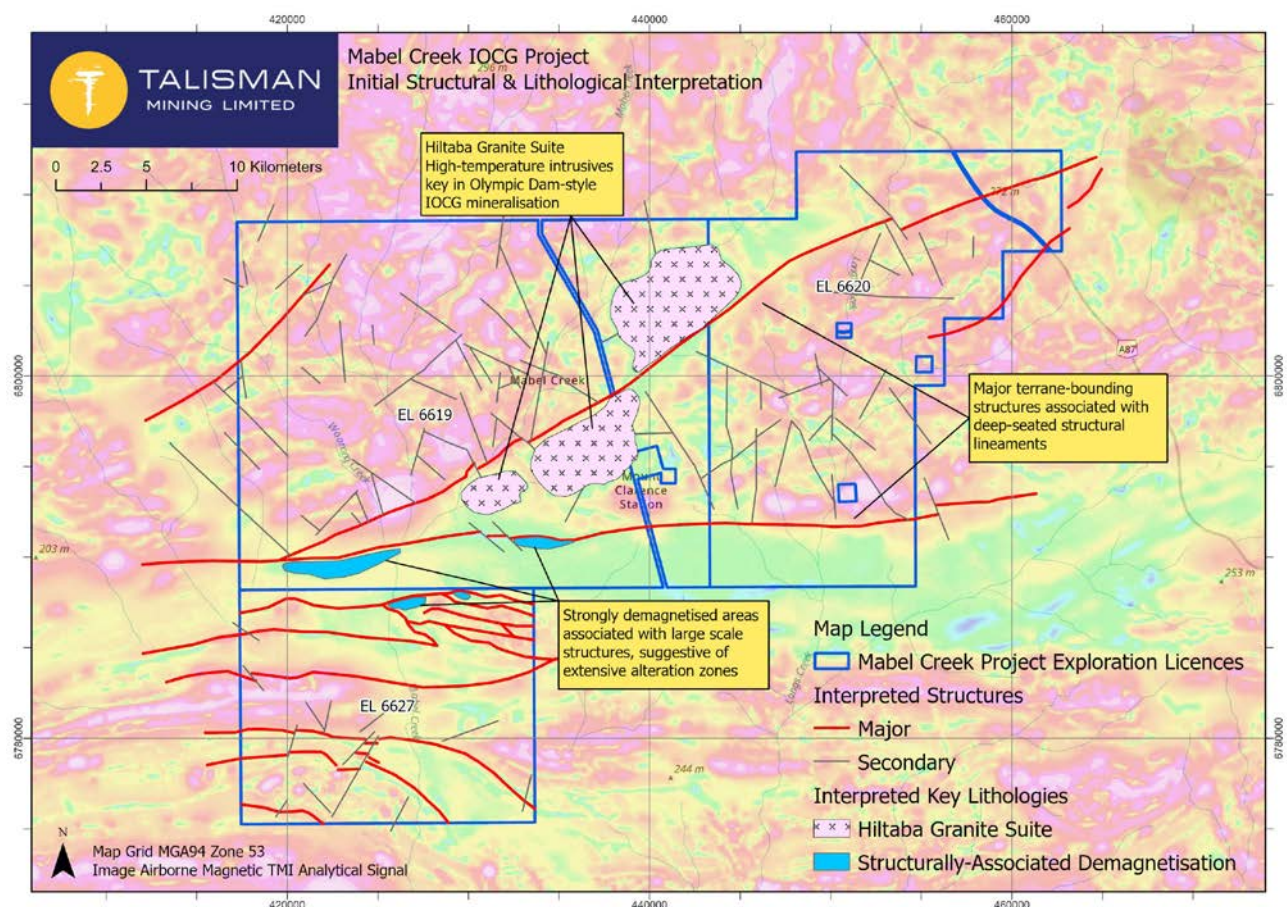 420000
440000
460000
TALISMAN
MINING LIMITED
Mabel Creek IOCG Project
Initial Structural & Lithological Interpretation
296 m
0 2.5 5 10 Kilometers
Hiltaba Granite Suite
High-temperature intrusives
key in Olympic Dam-style
IOCG mineralisation
272 m
EL 6620
A87
6800000
6800000
Mabel Creek
EL 6619
Major terrane-bounding
structures associated with
deep-seated structural
lineaments
Mount
Clarence
Station
203 m
253 m
Strongly demagnetised areas
associated with large scale
structures, suggestive of
extensive alteration zones
EL 6627
6780000
6780000
244 m
Map Legend
Mabel Creek Project Exploration Licences
Interpreted Structures
Major
Secondary
Interpreted Key Lithologies
Hiltaba Granite Suite
Structurally-Associated Demagnetisation
N
Map Grid MGA94 Zone 53
Image Airborne Magnetic TMI Analytical Signal
420000
440000
460000